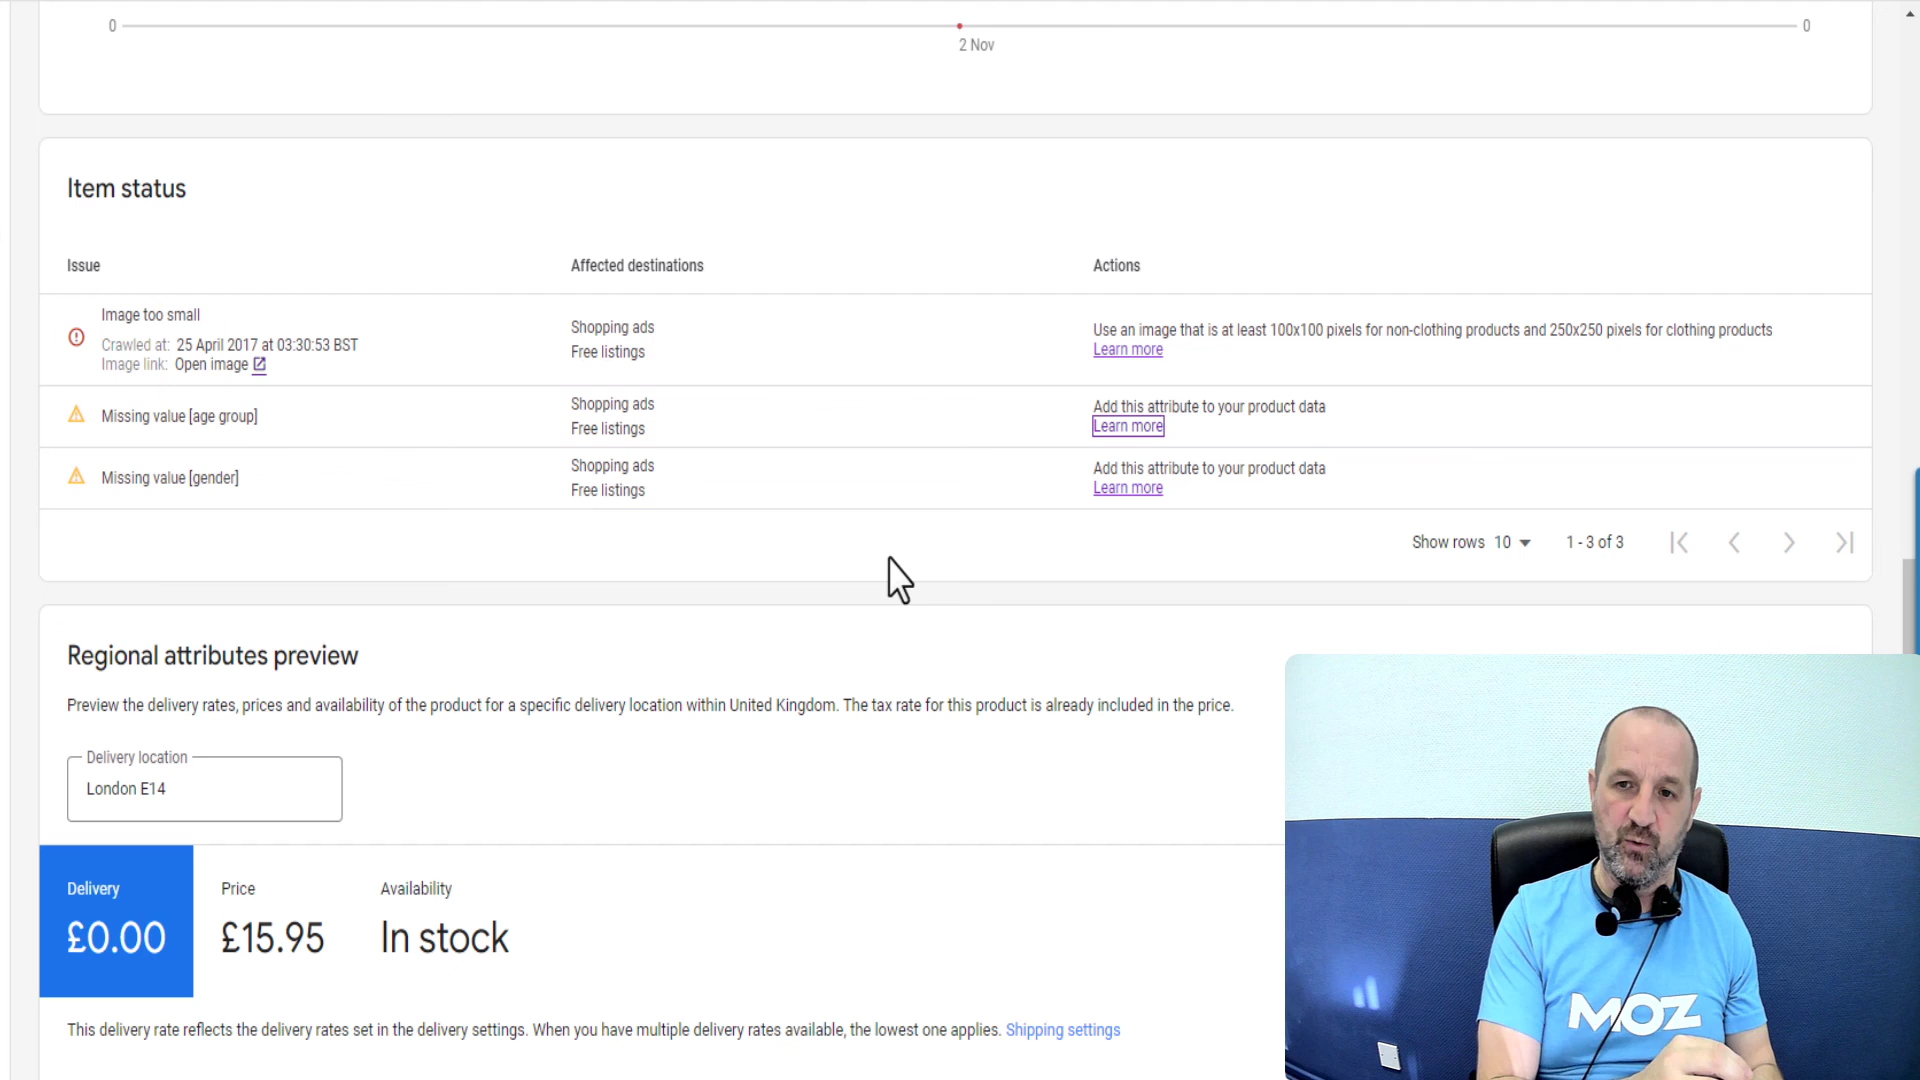 0
0
2 Nov
Item status
Issue
Affected destinations
Actions
Image too small
Crawled at: 25 April 2017 at 03:30:53 BST
Image link: Open image
Shopping ads
Free listings
Use an image that is at least 100x100 pixels for non-clothing products and 250x250 pixels for clothing products
Learn more
Missing value [age group]
Shopping ads
Free listings
Add this attribute to your product data
Learn more
Missing value [gender]
Shopping ads
Free listings
Add this attribute to your product data
Learn more
Show rows 10
1 - 3 of 3
Regional attributes preview
Preview the delivery rates, prices and availability of the product for a specific delivery location within United Kingdom. The tax rate for this product is already included in the price.
Delivery location
London E14
Delivery
£0.00
Price
£15.95
Availability
In stock
This delivery rate reflects the delivery rates set in the delivery settings. When you have multiple delivery rates available, the lowest one applies. Shipping settings
MOZ